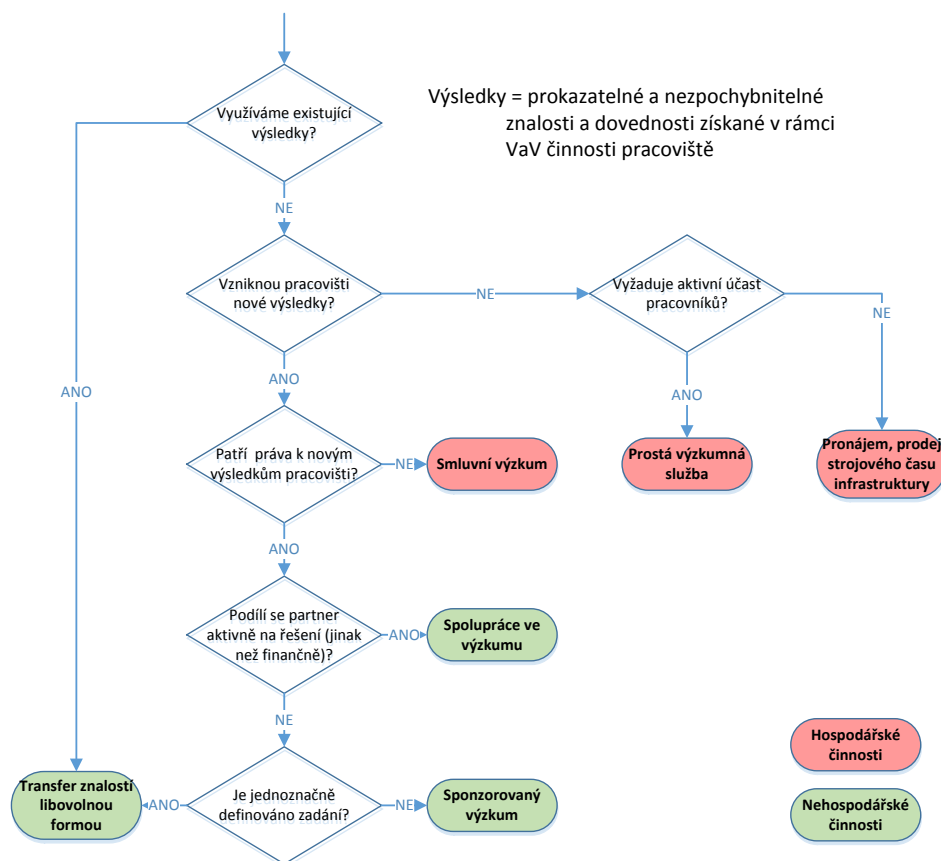 Využíváme existující
výsledky?
Výsledky = prokazatelné a nezpochybnitelné
znalosti a dovednosti získané v rámci
VaV činnosti pracoviště
NE
Vzniknou pracovišti
nové výsledky?
NE
Vyžaduje aktivní účast
pracovníků?
NE
ANO
ANO
ANO
Patří práva k novým
výsledkům pracovišti?
NE
Smluvní výzkum
Prostá výzkumná
služba
Pronájem, prodej
strojového času
infrastruktury
ANO
Podílí se partner
aktivně na řešení (jinak
než finančně)?
ANO
Spolupráce ve
výzkumu
NE
Hospodářské
činnosti
Transfer znalostí
libovolnou
formou
ANO
Je jednoznačně
definováno zadání?
NE
Sponzorovaný
výzkum
Nehospodářské
činnosti